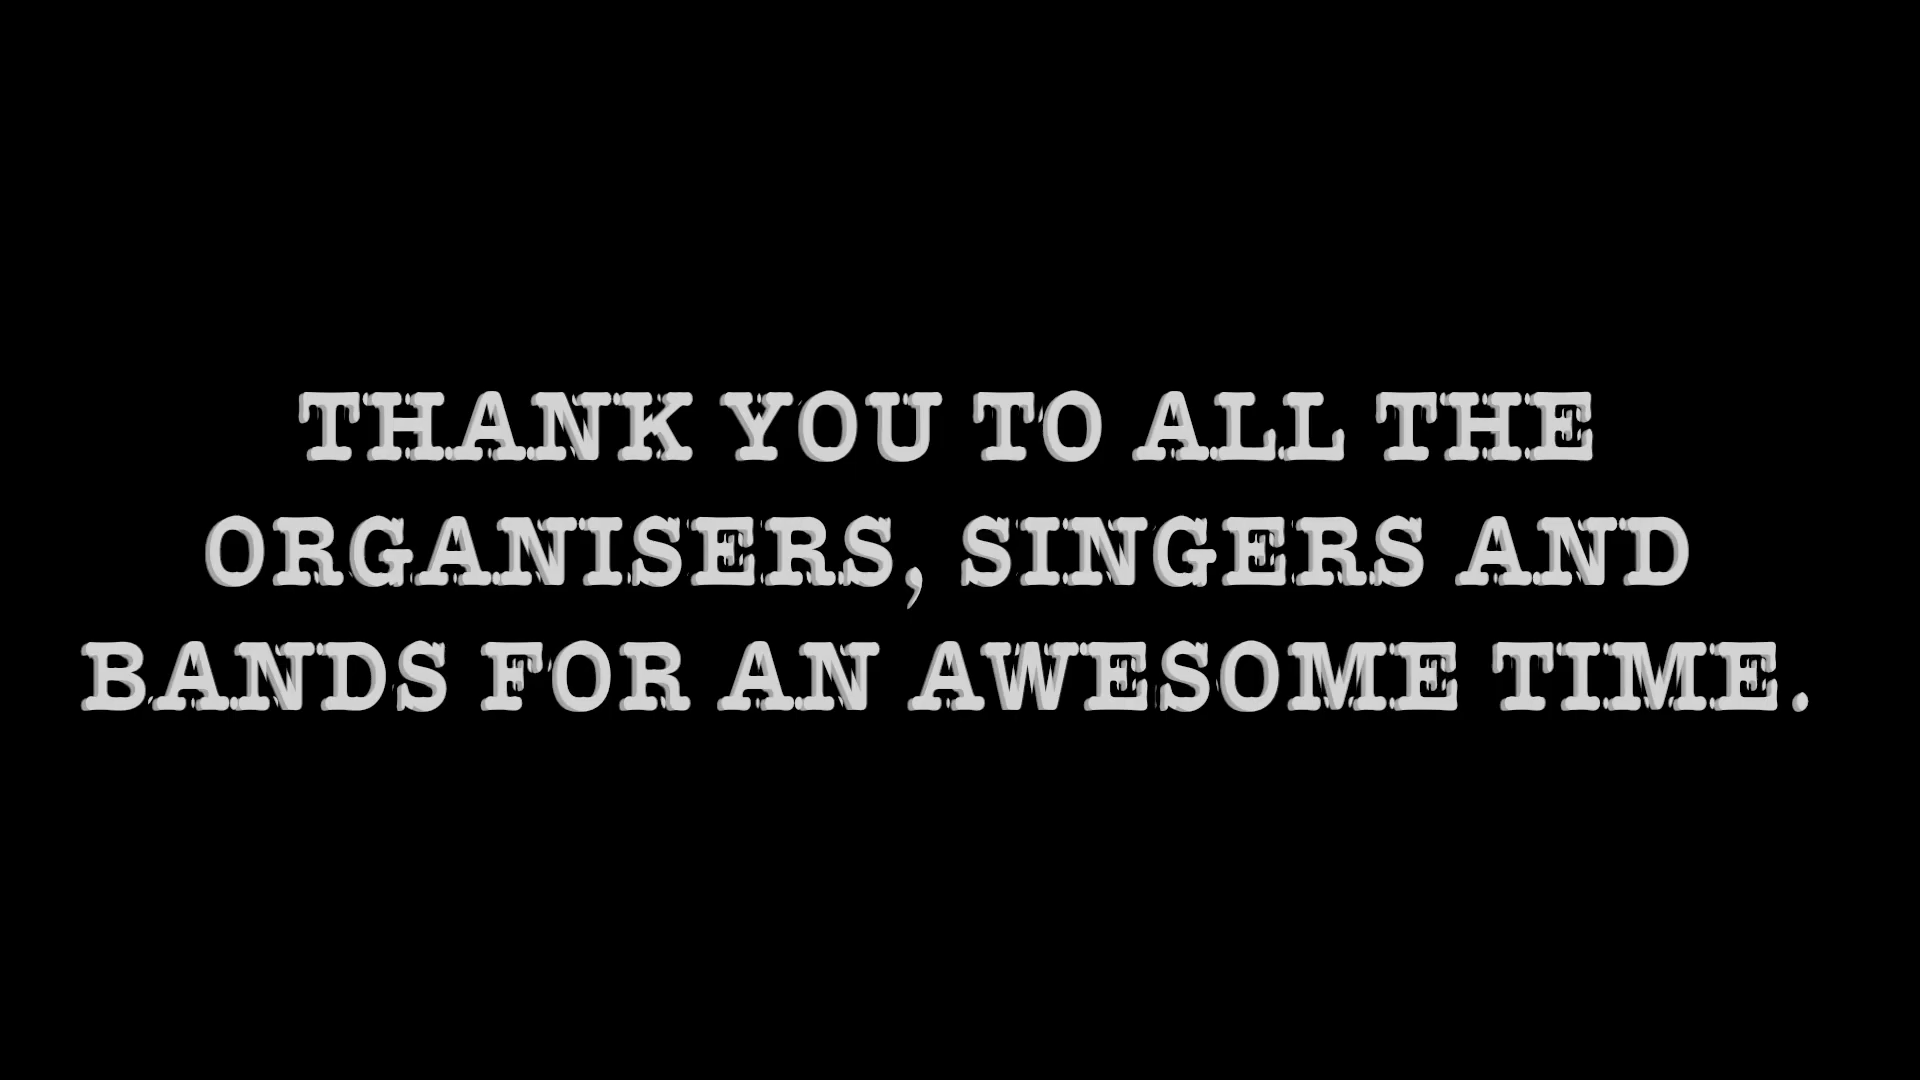 THANK YOU TO ALL THE
ORGANISERS, SINGERS AND
BANDS FOR AN AWESOME TIME.